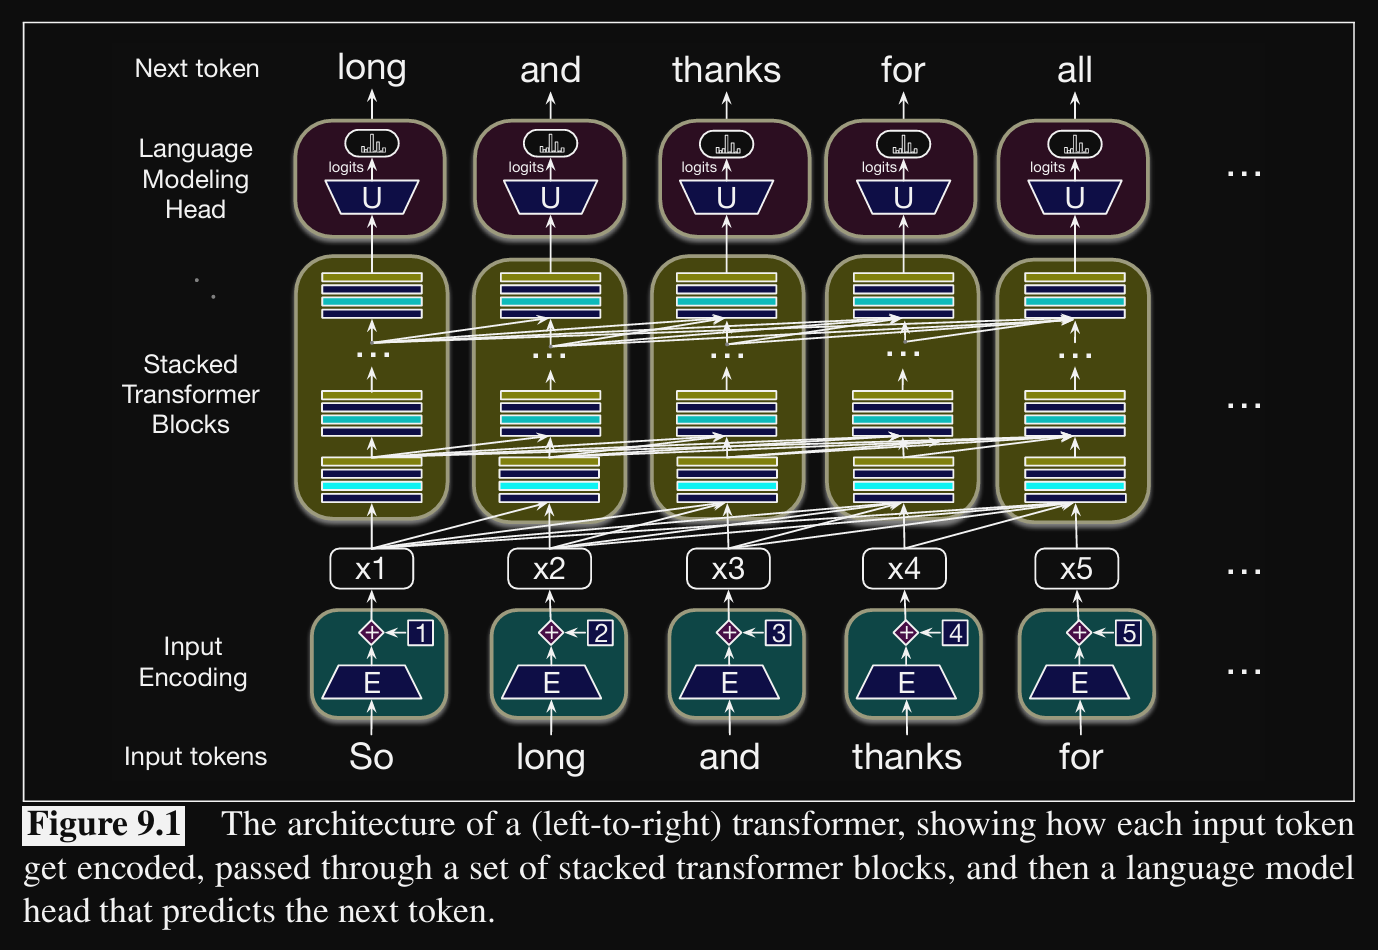 Next token long and thanks for all
Language
Modeling
Head
logits logits logits logits logits
U U U U U
...
Stacked
Transformer
Blocks
... ... ... ... ...
...
x1 x2 x3 x4 x5 ...
Input
Encoding
1 2 3 4 5
E E E E E
...
Input tokens So long and thanks for
Figure 9.1 The architecture of a (left-to-right) transformer, showing how each input token
get encoded, passed through a set of stacked transformer blocks, and then a language model
head that predicts the next token.